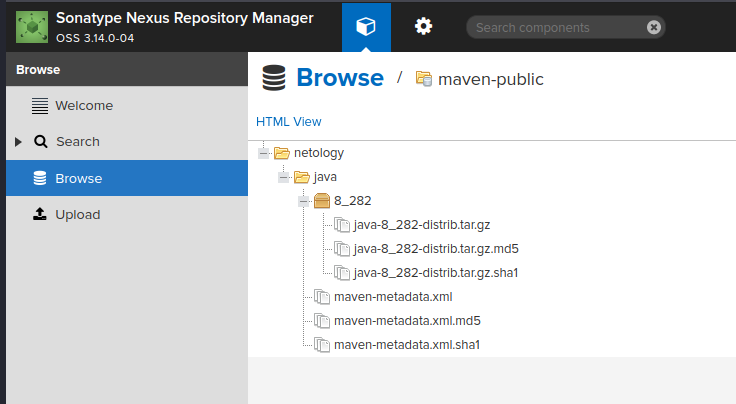 Sonatype Nexus Repository Manager
OSS 3.14.0-04
Search components
Browse
Welcome
Search
Browse
Upload
Browse / maven-public
HTML View
netology
java
8_282
java-8_282-distrib.tar.gz
java-8_282-distrib.tar.gz.md5
java-8_282-distrib.tar.gz.sha1
maven-metadata.xml
maven-metadata.xml.md5
maven-metadata.xml.sha1